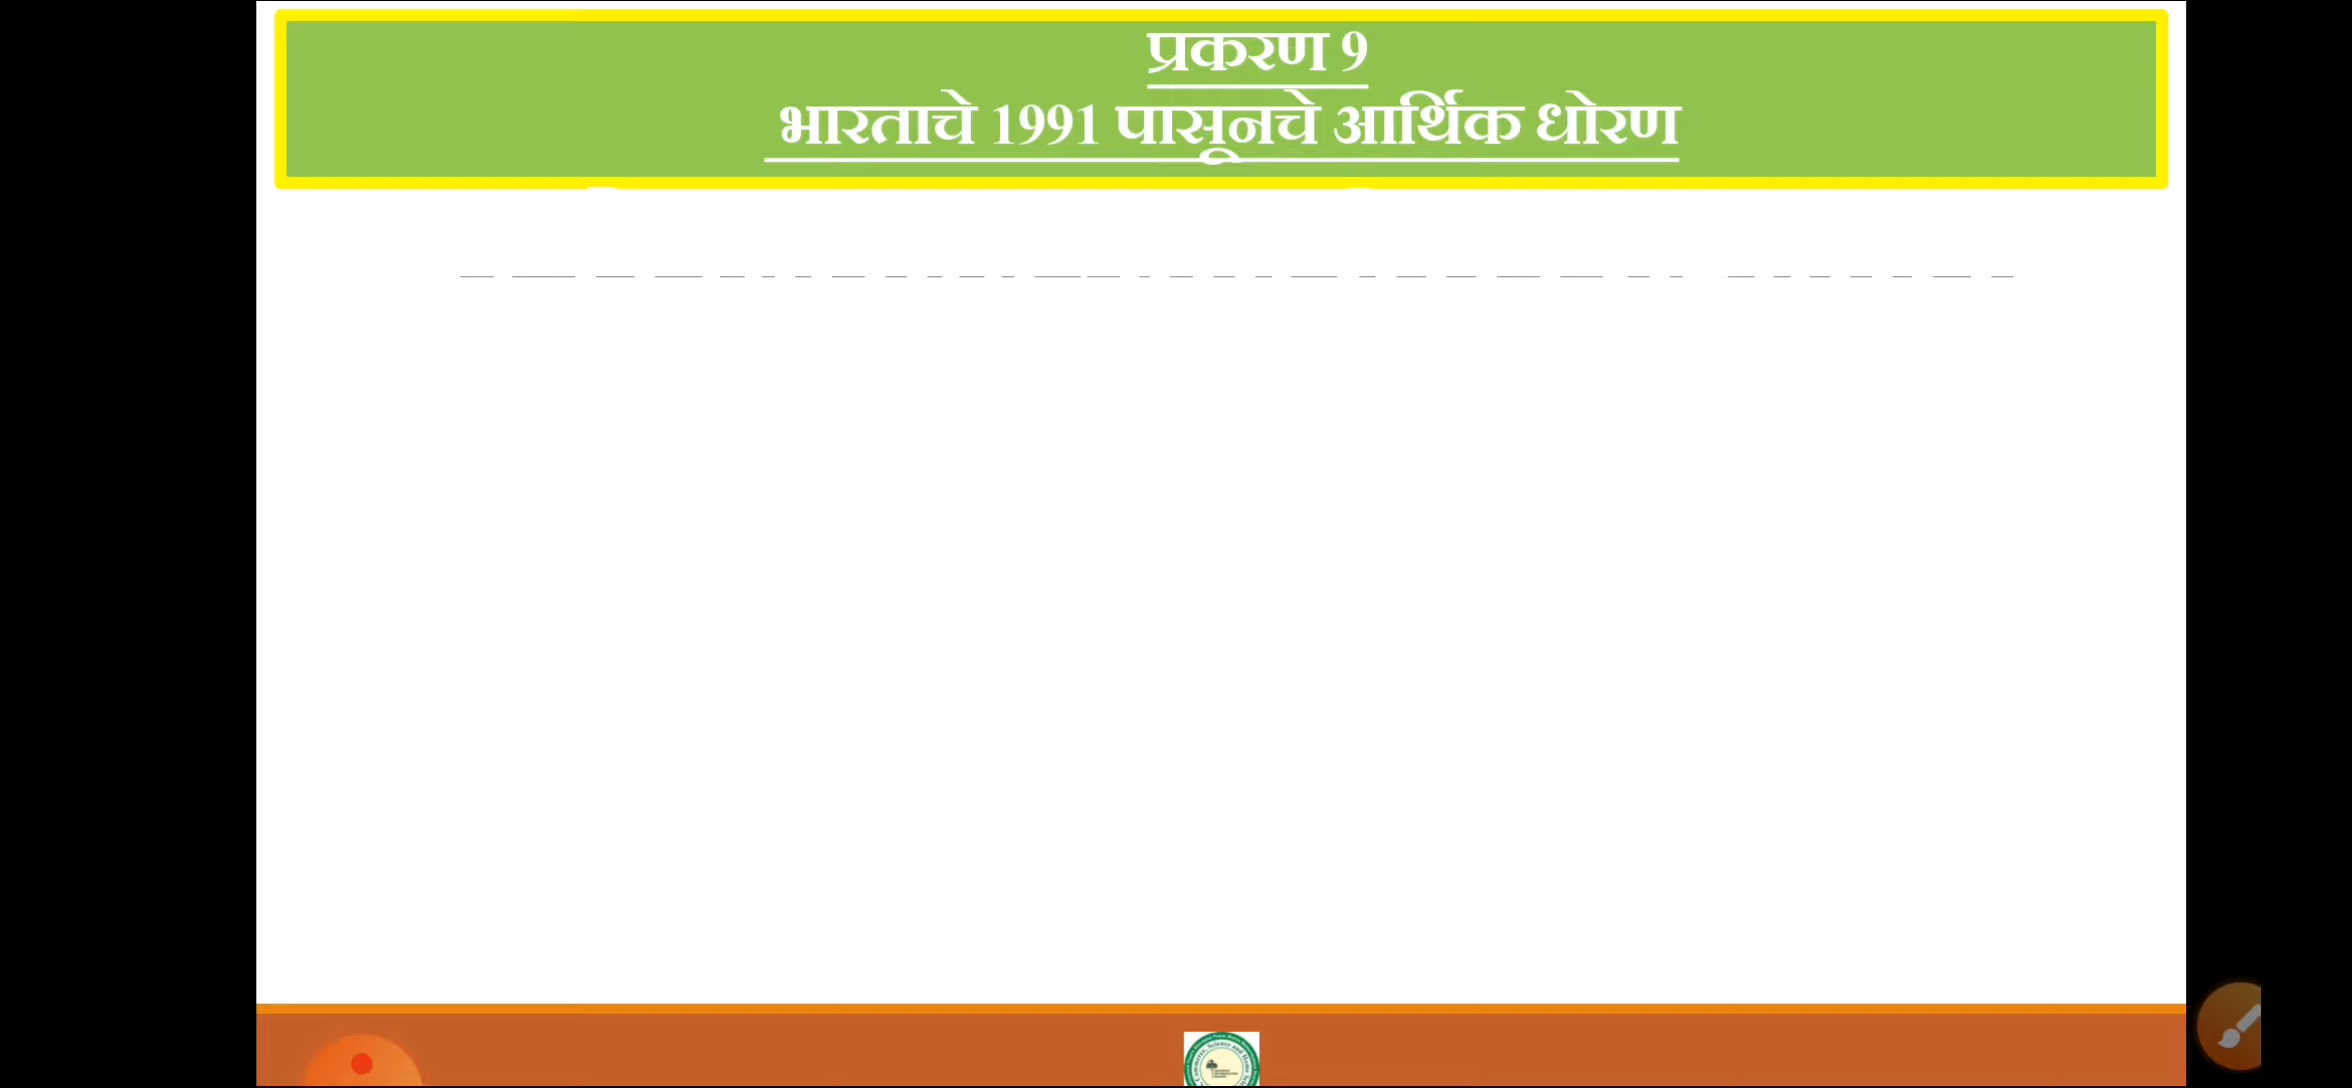 प्रकरण 9
भारताचे 1991 पासूनचे आर्थिक धोरण